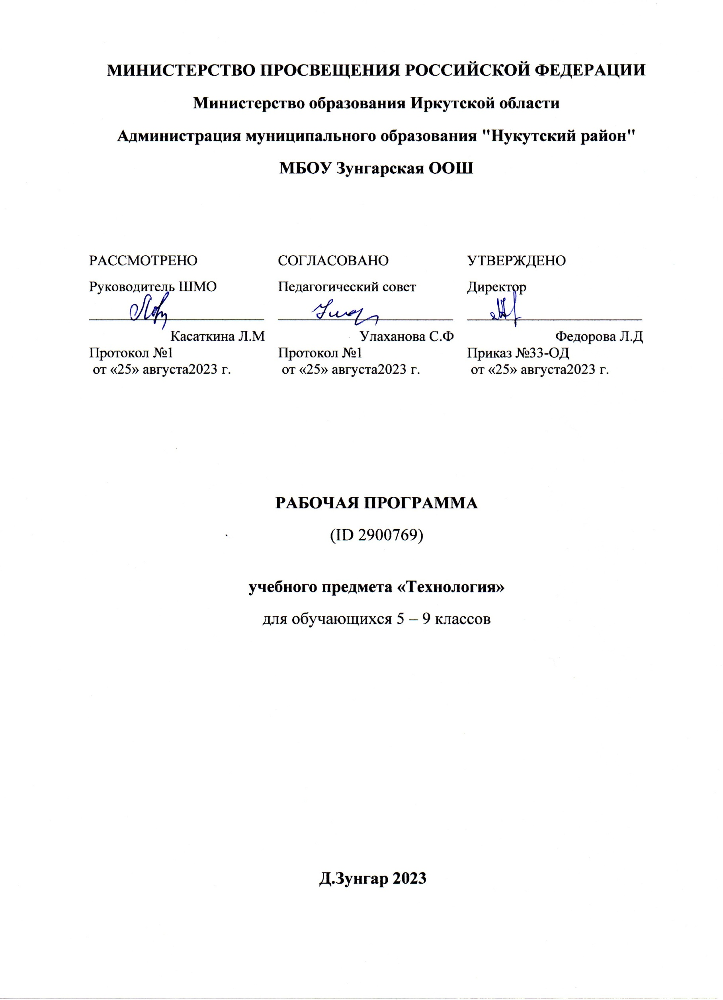 МИНИСТЕРСТВО ПРОСВЕЩЕНИЯ РОССИЙСКОЙ ФЕДЕРАЦИИ
Министерство образования Иркутской области
Администрация муниципального образования "Нукутский район"
МБОУ Зунгарская ООШ
РАССМОТРЕНО
Руководитель ШМО
Касаткина Л.М
Протокол №1
от «25» августа2023 г.
СОГЛАСОВАНО
Педагогический совет
Улаханова С.Ф
Протокол №1
от «25» августа2023 г.
УТВЕРЖДЕНО
Директор
Федорова Л.Д
Приказ №33-ОД
от «25» августа2023 г.
РАБОЧАЯ ПРОГРАММА
(ID 2900769)
учебного предмета «Технология»
для обучающихся 5 – 9 классов
Д.Зунгар 2023